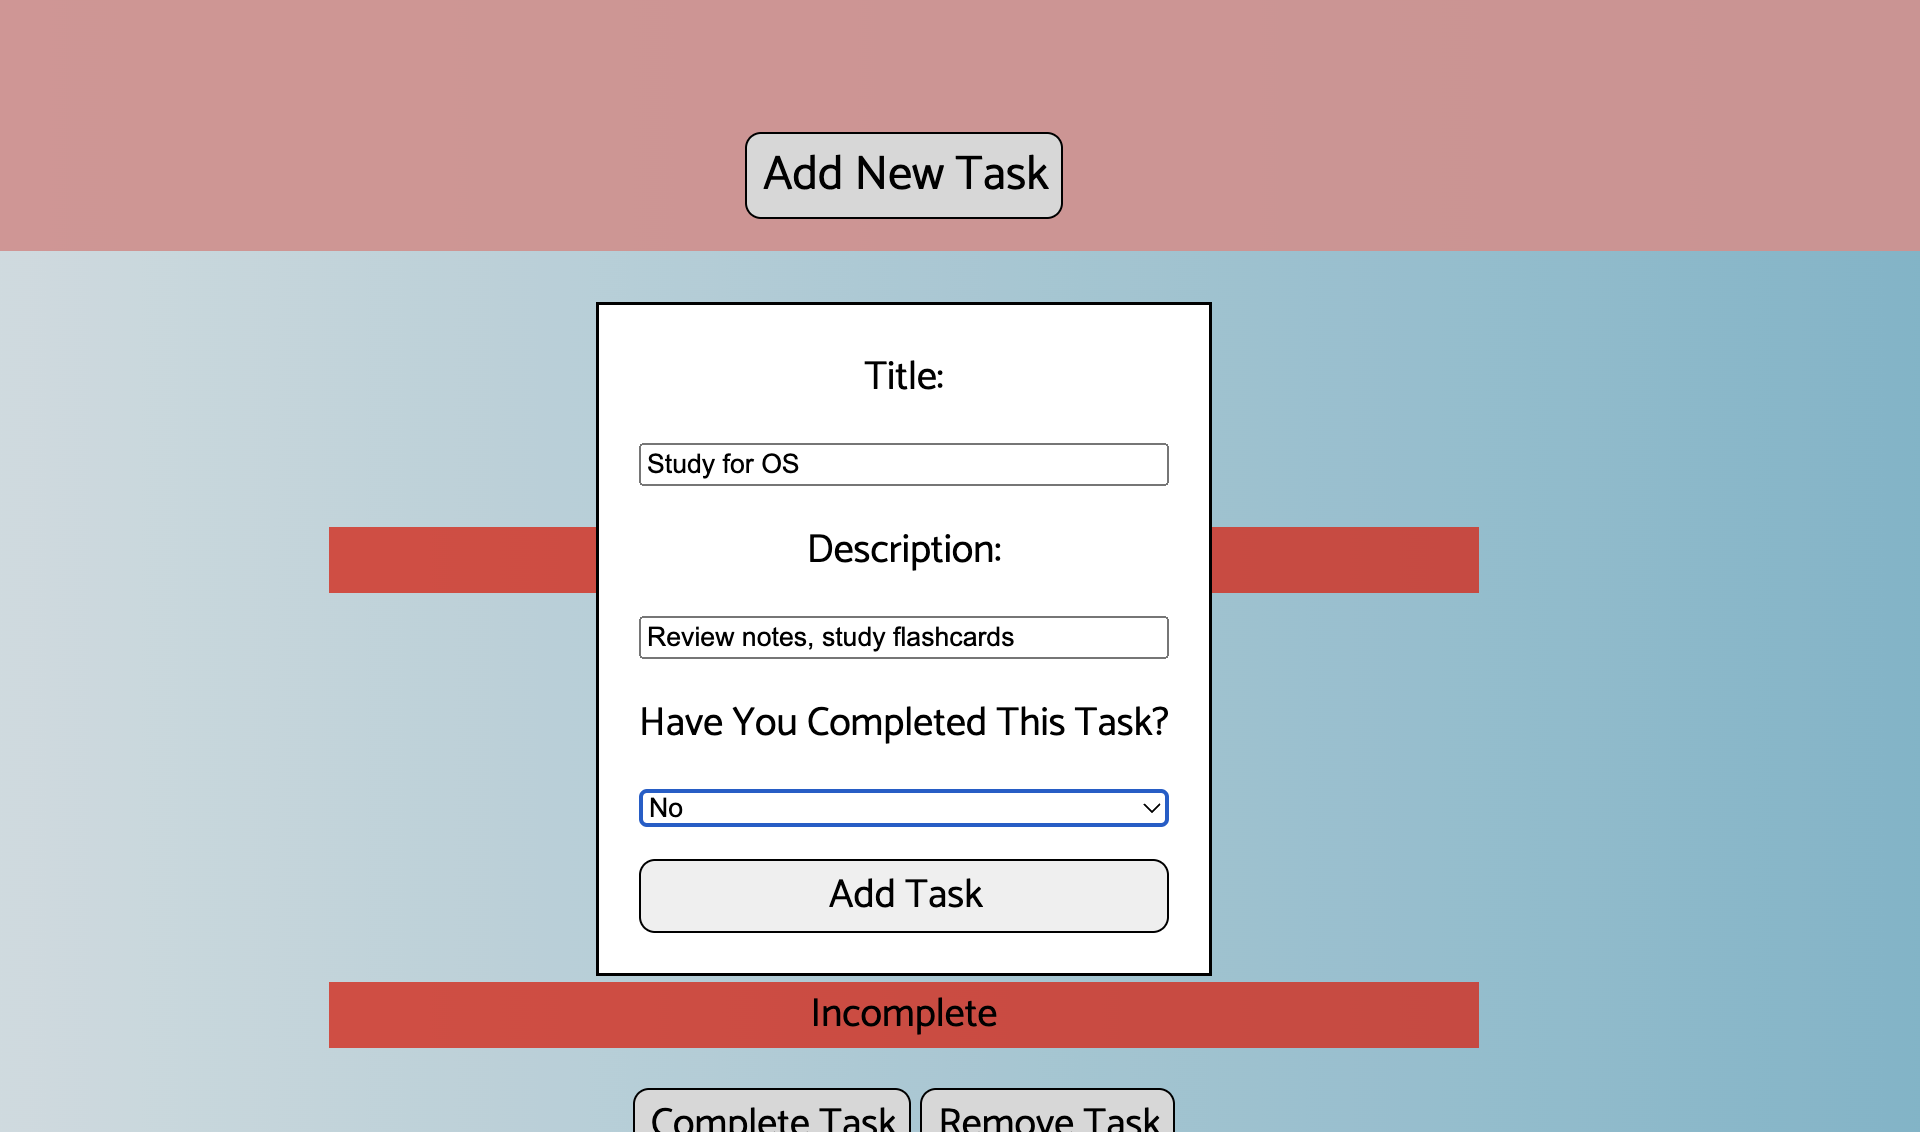 Add New Task
Title:
Study for OS
Description:
Review notes, study flashcards
Have You Completed This Task?
No
Add Task
Incomplete
Complete Task Remove Task